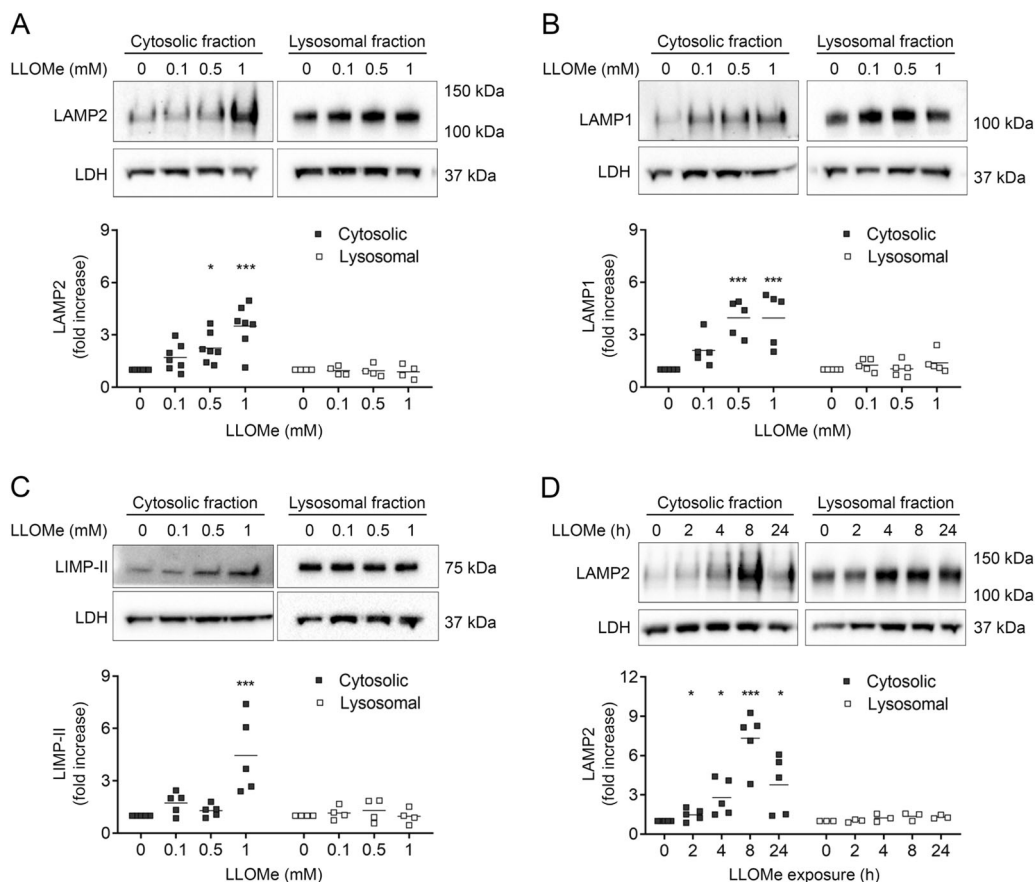 A
Cytosolic fraction Lysosomal fraction
LLOMe (mM) 0 0.1 0.5 1 0 0.1 0.5 1
LAMP2
150 kDa
100 kDa
LDH
37 kDa
9
6
3
0
LAMP2
(fold increase)
Cytosolic
Lysosomal
* ***
0 0.1 0.5 1 0 0.1 0.5 1
LLOMe (mM)
B
Cytosolic fraction Lysosomal fraction
LLOMe (mM) 0 0.1 0.5 1 0 0.1 0.5 1
LAMP1
100 kDa
LDH
37 kDa
9
6
3
0
LAMP1
(fold increase)
Cytosolic
Lysosomal
*** ***
0 0.1 0.5 1 0 0.1 0.5 1
LLOMe (mM)
C
Cytosolic fraction Lysosomal fraction
LLOMe (mM) 0 0.1 0.5 1 0 0.1 0.5 1
LIMP-II
75 kDa
LDH
37 kDa
9
6
3
0
LIMP-II
(fold increase)
Cytosolic
Lysosomal
***
0 0.1 0.5 1 0 0.1 0.5 1
LLOMe (mM)
D
Cytosolic fraction Lysosomal fraction
LLOMe (h) 0 2 4 8 24 0 2 4 8 24
LAMP2
150 kDa
100 kDa
LDH
37 kDa
12
9
6
3
0
LAMP2
(fold increase)
Cytosolic
Lysosomal
* * *** *
0 2 4 8 24 0 2 4 8 24
LLOMe exposure (h)